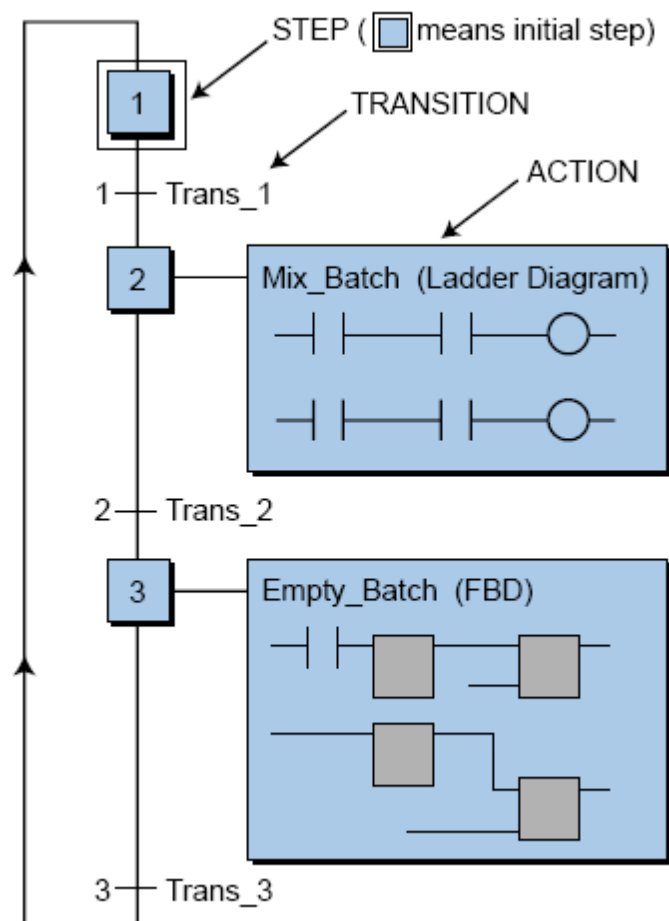 STEP ( means initial step)
1
TRANSITION
1 Trans_1
ACTION
2
Mix_Batch (Ladder Diagram)
2 Trans_2
3
Empty_Batch (FBD)
3 Trans_3